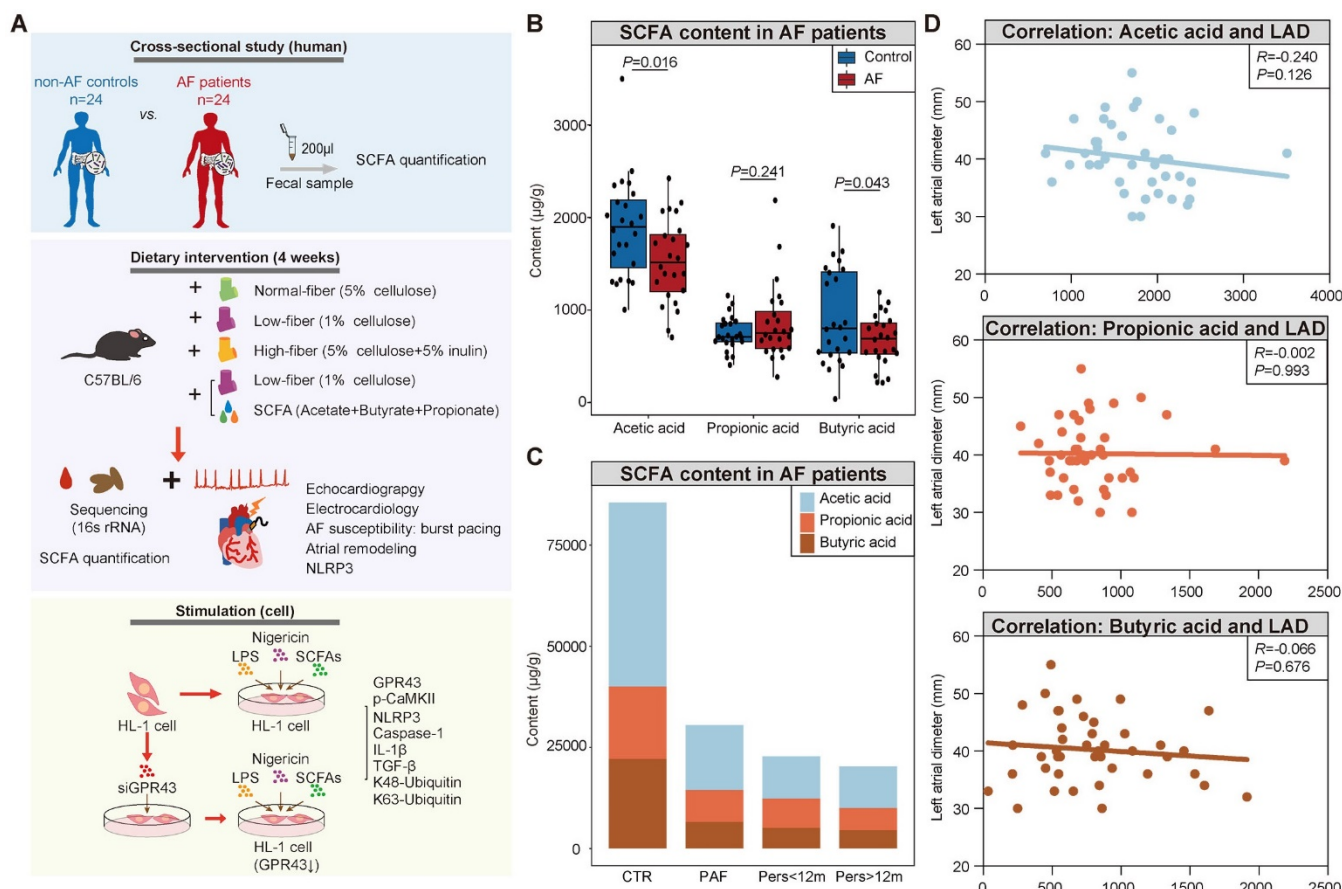 A
Cross-sectional study (human)
non-AF controls
n=24
vs.
AF patients
n=24
200µl
Fecal sample
SCFA quantification
Dietary intervention (4 weeks)
C57BL/6
+ Normal-fiber (5% cellulose)
+ Low-fiber (1% cellulose)
+ High-fiber (5% cellulose+5% inulin)
+ Low-fiber (1% cellulose)
SCFA (Acetate+Butyrate+Propionate)
+
Sequencing
(16s rRNA)
SCFA quantification
Echocardiograpgy
Electrocardiology
AF susceptibility: burst pacing
Atrial remodeling
NLRP3
Stimulation (cell)
HL-1 cell
Nigericin
LPS SCFAs
HL-1 cell
siGPR43
Nigericin
LPS SCFAs
HL-1 cell
(GPR43↓)
GPR43
p-CaMKII
NLRP3
Caspase-1
IL-1β
TGF-β
K48-Ubiquitin
K63-Ubiquitin
B
SCFA content in AF patients
Control
AF
P=0.016
P=0.241
P=0.043
Content (µg/g)
3000
2000
1000
0
Acetic acid Propionic acid Butyric acid
C
SCFA content in AF patients
Acetic acid
Propionic acid
Butyric acid
Content (µg/g)
75000
50000
25000
0
CTR PAF Pers<12m Pers>12m
D
Correlation: Acetic acid and LAD
R=-0.240
P=0.126
Left atrial dimeter (mm)
60
50
40
30
20
0 1000 2000 3000 4000
Correlation: Propionic acid and LAD
R=-0.002
P=0.993
Left atrial dimeter (mm)
60
50
40
30
20
0 500 1000 1500 2000 2500
Correlation: Butyric acid and LAD
R=-0.066
P=0.676
Left atrial dimeter (mm)
60
50
40
30
20
0 500 1000 1500 2000 2500